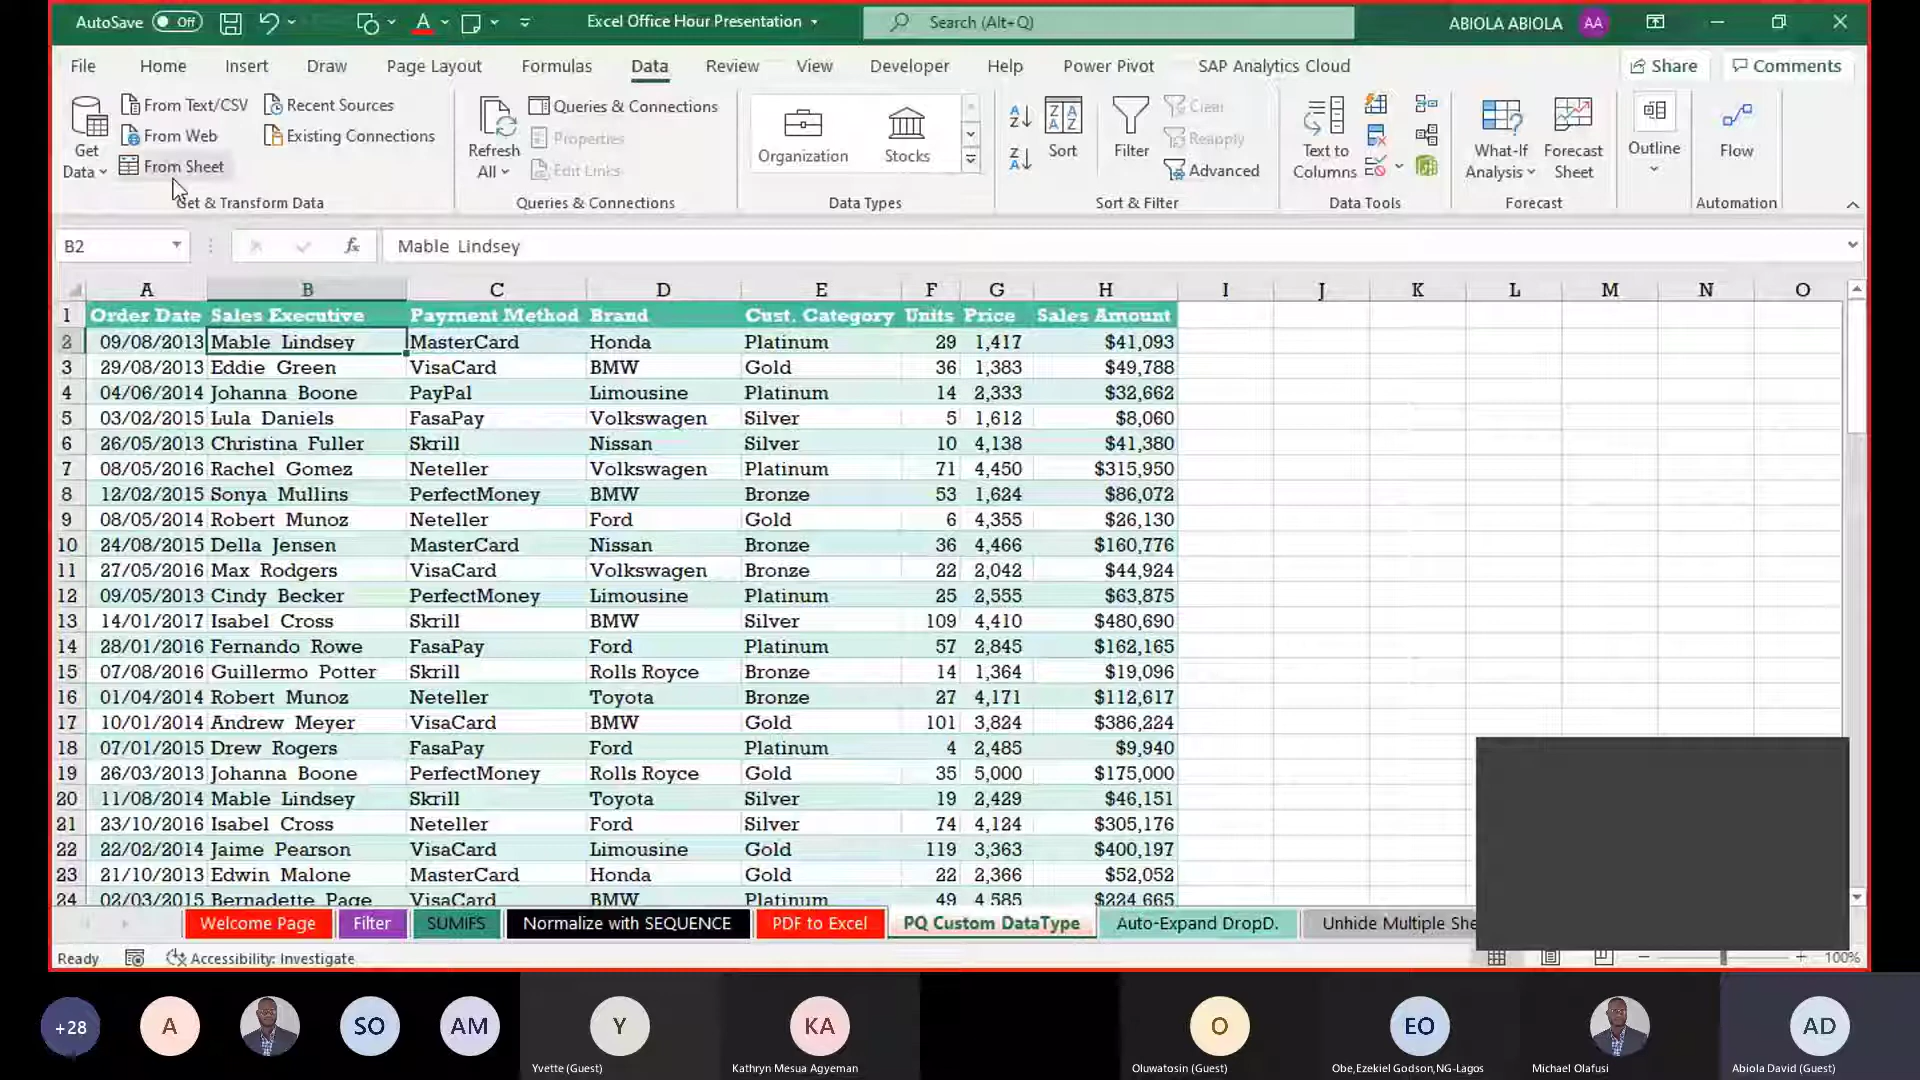 AutoSave Off Excel Office Hour Presentation Search (Alt+Q) ABIOLA ABIOLA AA
File Home Insert Draw Page Layout Formulas Data Review View Developer Help Power Pivot SAP Analytics Cloud Share Comments
Get Data
From Text/CSV
From Web
From Sheet
Recent Sources
Existing Connections
Get & Transform Data
Refresh All
Queries & Connections
Properties
Edit Links
Queries & Connections
Organization
Stocks
Data Types
Sort
Filter
Clear
Reapply
Advanced
Sort & Filter
Text to Columns
Data Tools
What-If Analysis
Forecast Sheet
Forecast
Outline
Flow
Automation
B2 fx Mable Lindsey
A B C D E F G H I J K L M N O
1 Order Date Sales Executive Payment Method Brand Cust. Category Units Price Sales Amount
2 09/08/2013 Mable Lindsey MasterCard Honda Platinum 29 1,417 $41,093
3 29/08/2013 Eddie Green VisaCard BMW Gold 36 1,383 $49,788
4 04/06/2014 Johanna Boone PayPal Limousine Platinum 14 2,333 $32,662
5 03/02/2015 Lula Daniels FasaPay Volkswagen Silver 5 1,612 $8,060
6 26/05/2013 Christina Fuller Skrill Nissan Silver 10 4,138 $41,380
7 08/05/2016 Rachel Gomez Neteller Volkswagen Platinum 71 4,450 $315,950
8 12/02/2015 Sonya Mullins PerfectMoney BMW Bronze 53 1,624 $86,072
9 08/05/2014 Robert Munoz Neteller Ford Gold 6 4,355 $26,130
10 24/08/2015 Della Jensen MasterCard Nissan Bronze 36 4,466 $160,776
11 27/05/2016 Max Rodgers VisaCard Volkswagen Bronze 22 2,042 $44,924
12 09/05/2013 Cindy Becker PerfectMoney Limousine Platinum 25 2,555 $63,875
13 14/01/2017 Isabel Cross Skrill BMW Silver 109 4,410 $480,690
14 28/01/2016 Fernando Rowe FasaPay Ford Platinum 57 2,845 $162,165
15 07/08/2016 Guillermo Potter Skrill Rolls Royce Bronze 14 1,364 $19,096
16 01/04/2014 Robert Munoz Neteller Toyota Bronze 27 4,171 $112,617
17 10/01/2014 Andrew Meyer VisaCard BMW Gold 101 3,824 $386,224
18 07/01/2015 Drew Rogers FasaPay Ford Platinum 4 2,485 $9,940
19 26/03/2013 Johanna Boone PerfectMoney Rolls Royce Gold 35 5,000 $175,000
20 11/08/2014 Mable Lindsey Skrill Toyota Silver 19 2,429 $46,151
21 23/10/2016 Isabel Cross Neteller Ford Silver 74 4,124 $305,176
22 22/02/2014 Jaime Pearson VisaCard Limousine Gold 119 3,363 $400,197
23 21/10/2013 Edwin Malone MasterCard Honda Gold 22 2,366 $52,052
24 02/03/2015 Bernadette Page VisaCard BMW Platinum 49 4,585 $224,665
Welcome Page Filter SUMIFS Normalize with SEQUENCE PDF to Excel PQ Custom DataType Auto-Expand DropD. Unhide Multiple She
Ready Accessibility: Investigate 100%
+28 A SO AM Y KA O EO AD
Yvette (Guest) Kathryn Mesua Agyeman Oluwatosin (Guest) Obe,Ezekiel Godson,NG-Lagos Michael Olafusi Abiola David (Guest)